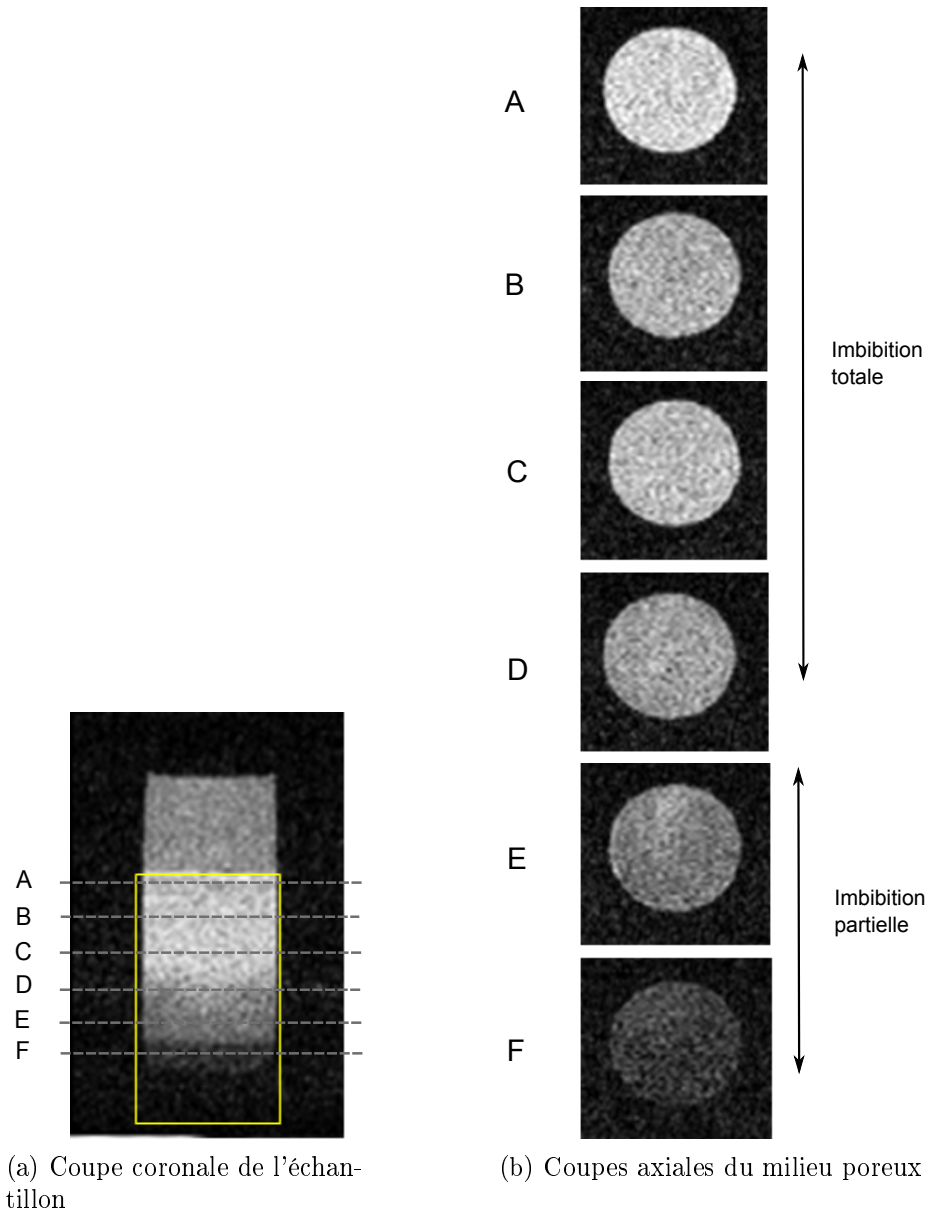 A
B
C
D
E
F
(a) Coupe coronale de l'échan-
tillon
A
B
C
D
E
F
Imbibition
totale
Imbibition
partielle
(b) Coupes axiales du milieu poreux